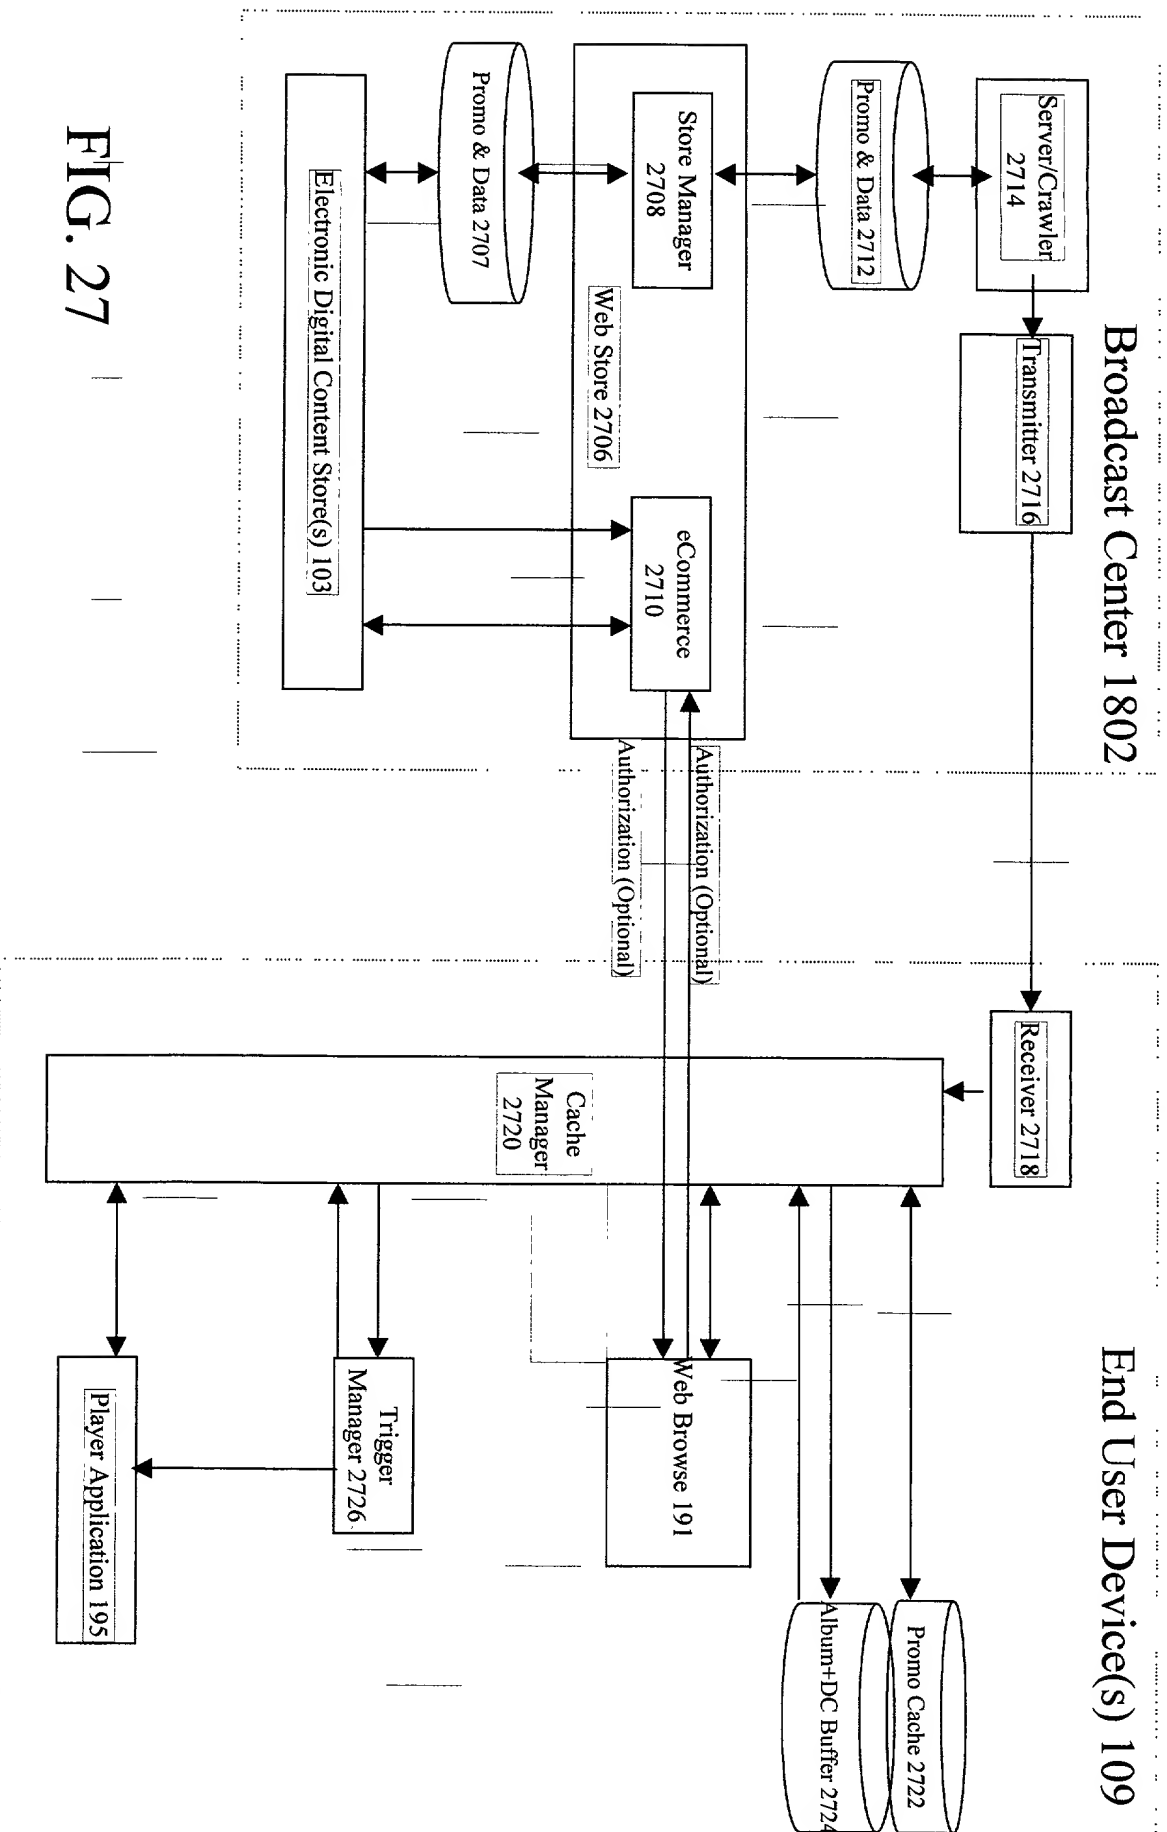 Broadcast Center 1802
End User Device(s) 109
Server/Crawler
2714
Transmitter 2716
Receiver 2718
Promo & Data 2712
Promo Cache 2722
Album+DC Buffer 2724
Store Manager
2708
Web Store 2706
eCommerce
2710
Authorization (Optional)
Authorization (Optional)
Web Browse 191
Cache
Manager
2720
Promo & Data 2707
Electronic Digital Content Store(s) 103
Trigger
Manager 2726
Player Application 195
FIG. 27